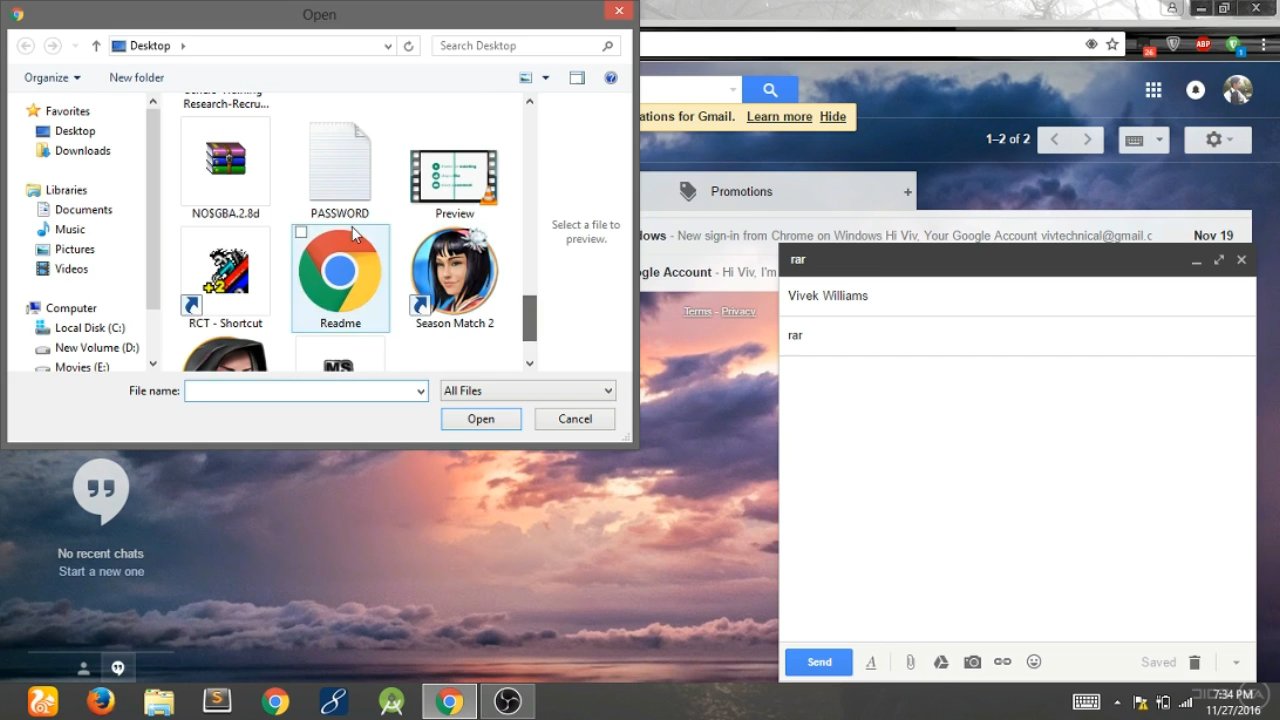 Open
Desktop
Search Desktop
Organize
New folder
Favorites
Desktop
Downloads
Libraries
Documents
Music
Pictures
Videos
Computer
Local Disk (C:)
New Volume (D:)
Movies (E:)
Research-Recru...
NO$GBA.2.8d
PASSWORD
Preview
+2
RCT - Shortcut
Readme
Season Match 2
MS
Select a file to
preview.
File name:
All Files
Open
Cancel
26
ABP
1
ations for Gmail. Learn more Hide
1–2 of 2
Promotions
+
lows - New sign-in from Chrome on Windows Hi Viv, Your Google Account vivtechnical@gmail.c Nov 19
gle Account - Hi Viv, I'm
Terms - Privacy
rar
Vivek Williams
rar
Send
Saved
No recent chats
Start a new one
7:34 PM
11/27/2016